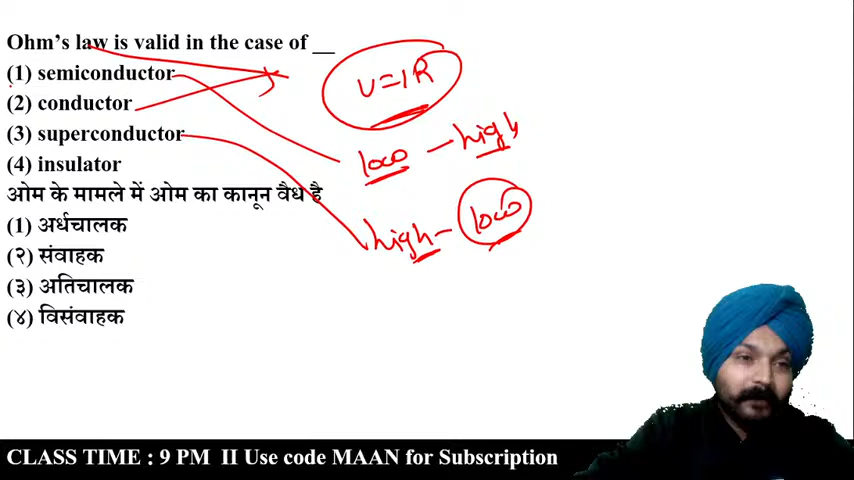 Ohm's law is valid in the case of __
(1) semiconductor
(2) conductor
(3) superconductor
(4) insulator
ओम के मामले में ओम का कानून वैध है
(1) अर्धचालक
(२) संवाहक
(३) अतिचालक
(४) विसंवाहक
V=IR
low - high
high - low
CLASS TIME : 9 PM II Use code MAAN for Subscription